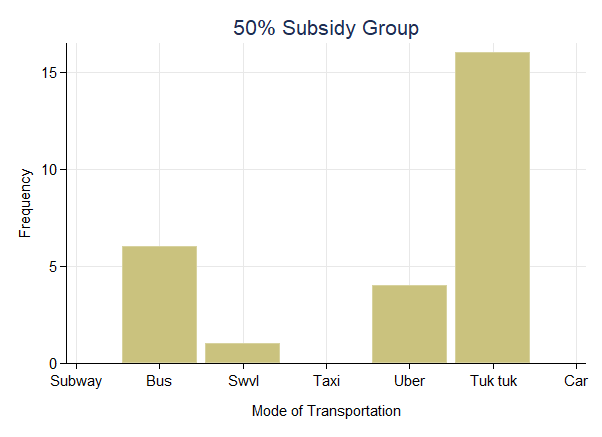 50% Subsidy Group
Frequency
15
10
5
0
Subway Bus Swvl Taxi Uber Tuk tuk Car
Mode of Transportation